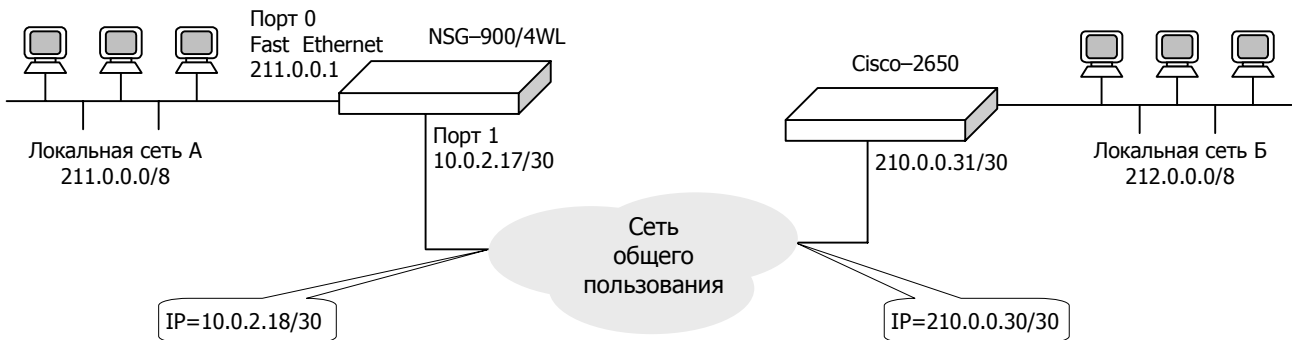 Порт 0
Fast Ethernet
211.0.0.1
NSG–900/4WL
Cisco–2650
Локальная сеть А
211.0.0.0/8
Порт 1
10.0.2.17/30
210.0.0.31/30
Локальная сеть Б
212.0.0.0/8
Сеть
общего
пользования
IP=10.0.2.18/30
IP=210.0.0.30/30